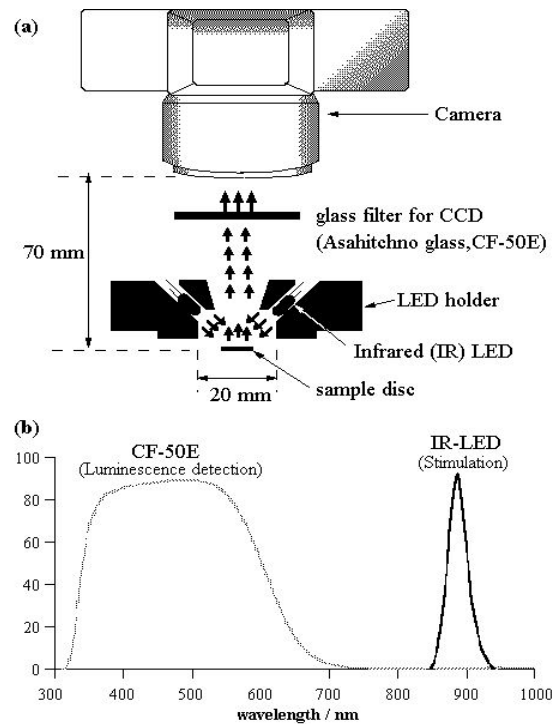 (a)
Camera
70 mm
glass filter for CCD
(Asahitchno glass,CF-50E)
LED holder
Infrared (IR) LED
sample disc
20 mm
(b)
CF-50E
(Luminescence detection)
IR-LED
(Stimulation)
100
80
60
40
20
0
300 400 500 600 700 800 900 1000
wavelength / nm